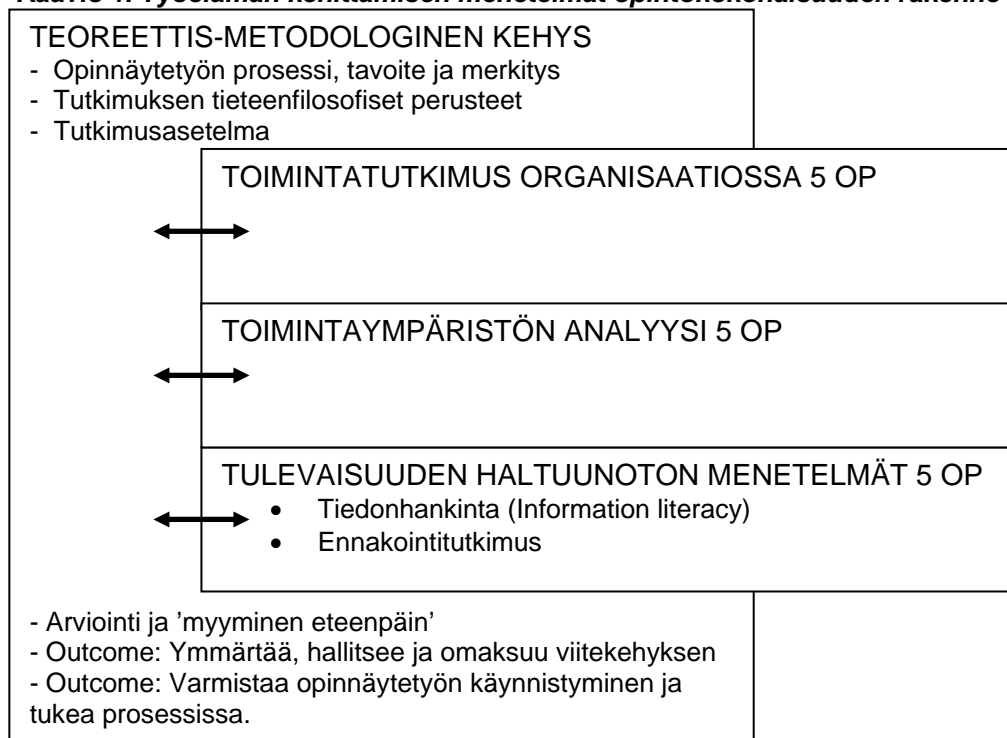 TEOREETTIS-METODOLOGINEN KEHYS
- Opinnäytetyön prosessi, tavoite ja merkitys
- Tutkimuksen tieteenfilosofiset perusteet
- Tutkimusasetelma
TOIMINTATUTKIMUS ORGANISAATIOSSA 5 OP
TOIMINTAYMPÄRISTÖN ANALYYSI 5 OP
TULEVAISUUDEN HALTUUNOTON MENETELMÄT 5 OP
• Tiedonhankinta (Information literacy)
• Ennakointitutkimus
- Arviointi ja ’myyminen eteenpäin’
- Outcome: Ymmärtää, hallitsee ja omaksuu viitekehyksen
- Outcome: Varmistaa opinnäytetyön käynnistyminen ja
tukea prosessissa.